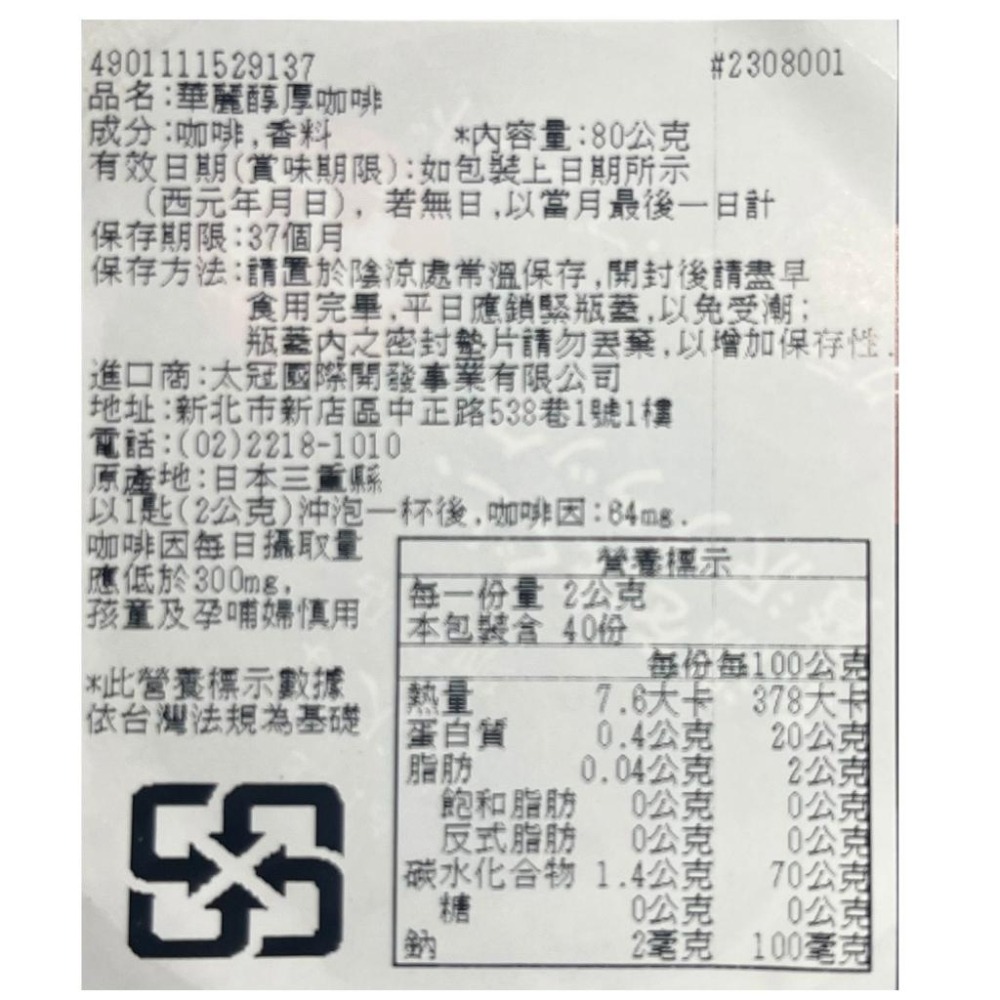 4901111529137 #2308001
品名:華麗醇厚咖啡
成分:咖啡,香料 *內容量:80公克
有效日期(賞味期限):如包裝上日期所示
(西元年月日), 若無日,以當月最後一日計
保存期限:37個月
保存方法:請置於陰涼處常溫保存,開封後請盡早
食用完畢,平日應鎖緊瓶蓋,以免受潮;
瓶蓋內之密封墊片請勿丟棄,以增加保存性.
進口商:太冠國際開發事業有限公司
地址:新北市新店區中正路538巷1號1樓
電話:(02)2218-1010
原產地:日本三重縣
以1匙(2公克)沖泡一杯後,咖啡因:64mg.
咖啡因每日攝取量
應低於300mg,
孩童及孕哺婦慎用
*此營養標示數據
依台灣法規為基礎
營養標示
每一份量 2公克
本包裝含 40份
每份 每100公克
熱量 7.6大卡 378大卡
蛋白質 0.4公克 20公克
脂肪 0.04公克 2公克
飽和脂肪 0公克 0公克
反式脂肪 0公克 0公克
碳水化合物 1.4公克 70公克
糖 0公克 0公克
鈉 2毫克 100毫克